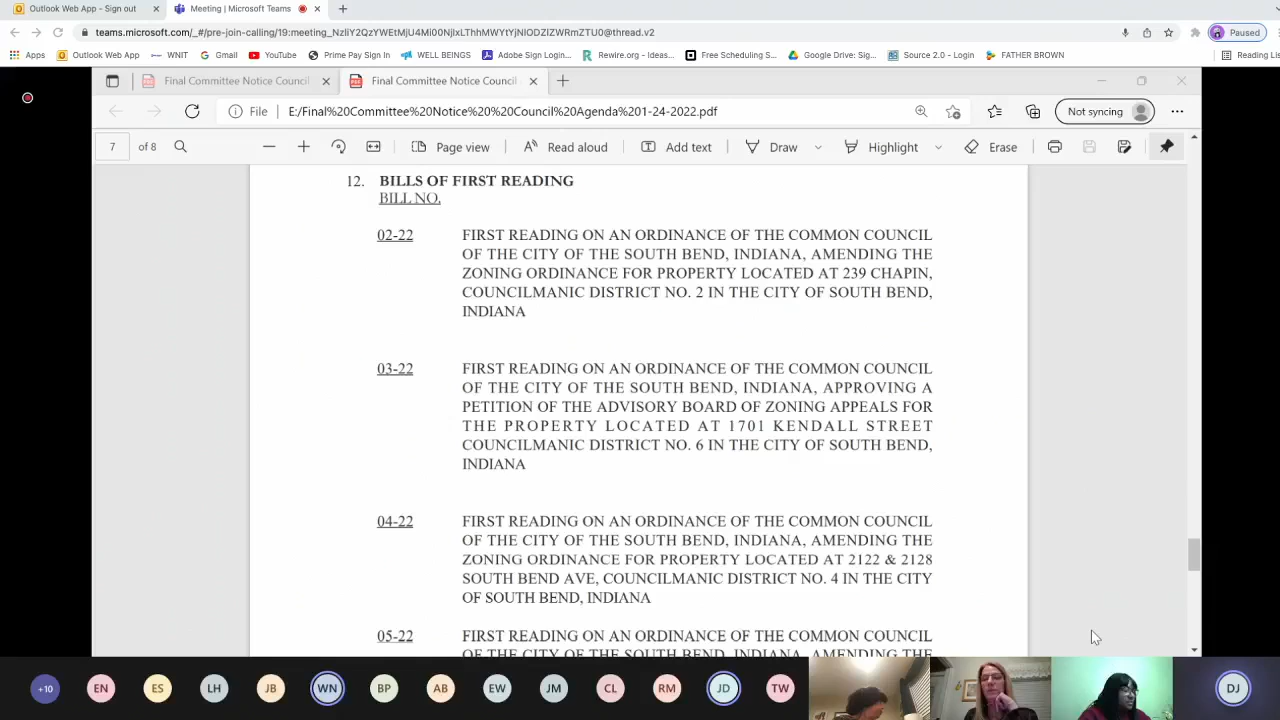 Outlook Web App - Sign out
Meeting | Microsoft Teams
teams.microsoft.com/_#/pre-join-calling/19:meeting_NzIiY2QzYWEtMjU4Mi00NjIxLThhMWYtYjNIODZIZWRmZTU0@thread.v2
Paused
Apps
Outlook Web App
WNIT
Gmail
YouTube
Prime Pay Sign In
WELL BEINGS
Adobe Sign Login...
Rewire.org - Ideas...
Free Scheduling S...
Google Drive: Sig...
Source 2.0 - Login
FATHER BROWN
Reading Lis
Final Committee Notice Council
Final Committee Notice Council
File
E:/Final%20Committee%20Notice%20%20Council%20Agenda%201-24-2022.pdf
Not syncing
7 of 8
Page view
Read aloud
Add text
Draw
Highlight
Erase
12. BILLS OF FIRST READING
BILL NO.
02-22 FIRST READING ON AN ORDINANCE OF THE COMMON COUNCIL
OF THE CITY OF THE SOUTH BEND, INDIANA, AMENDING THE
ZONING ORDINANCE FOR PROPERTY LOCATED AT 239 CHAPIN,
COUNCILMANIC DISTRICT NO. 2 IN THE CITY OF SOUTH BEND,
INDIANA
03-22 FIRST READING ON AN ORDINANCE OF THE COMMON COUNCIL
OF THE CITY OF THE SOUTH BEND, INDIANA, APPROVING A
PETITION OF THE ADVISORY BOARD OF ZONING APPEALS FOR
THE PROPERTY LOCATED AT 1701 KENDALL STREET
COUNCILMANIC DISTRICT NO. 6 IN THE CITY OF SOUTH BEND,
INDIANA
04-22 FIRST READING ON AN ORDINANCE OF THE COMMON COUNCIL
OF THE CITY OF THE SOUTH BEND, INDIANA, AMENDING THE
ZONING ORDINANCE FOR PROPERTY LOCATED AT 2122 & 2128
SOUTH BEND AVE, COUNCILMANIC DISTRICT NO. 4 IN THE CITY
OF SOUTH BEND, INDIANA
05-22 FIRST READING ON AN ORDINANCE OF THE COMMON COUNCIL
OF THE CITY OF THE SOUTH BEND, INDIANA, AMENDING THE
+10 EN ES LH JB WN BP AB EW JM CL RM JD TW DJ